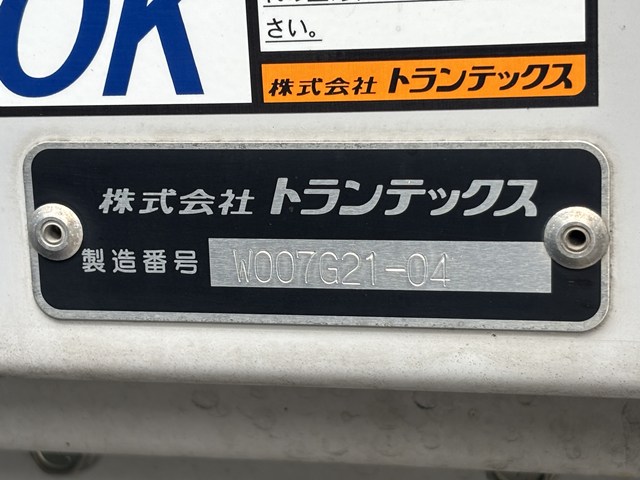 OK
さい。
株式会社 トランテックス
株式会社 トランテックス
製造番号 W007G21-04